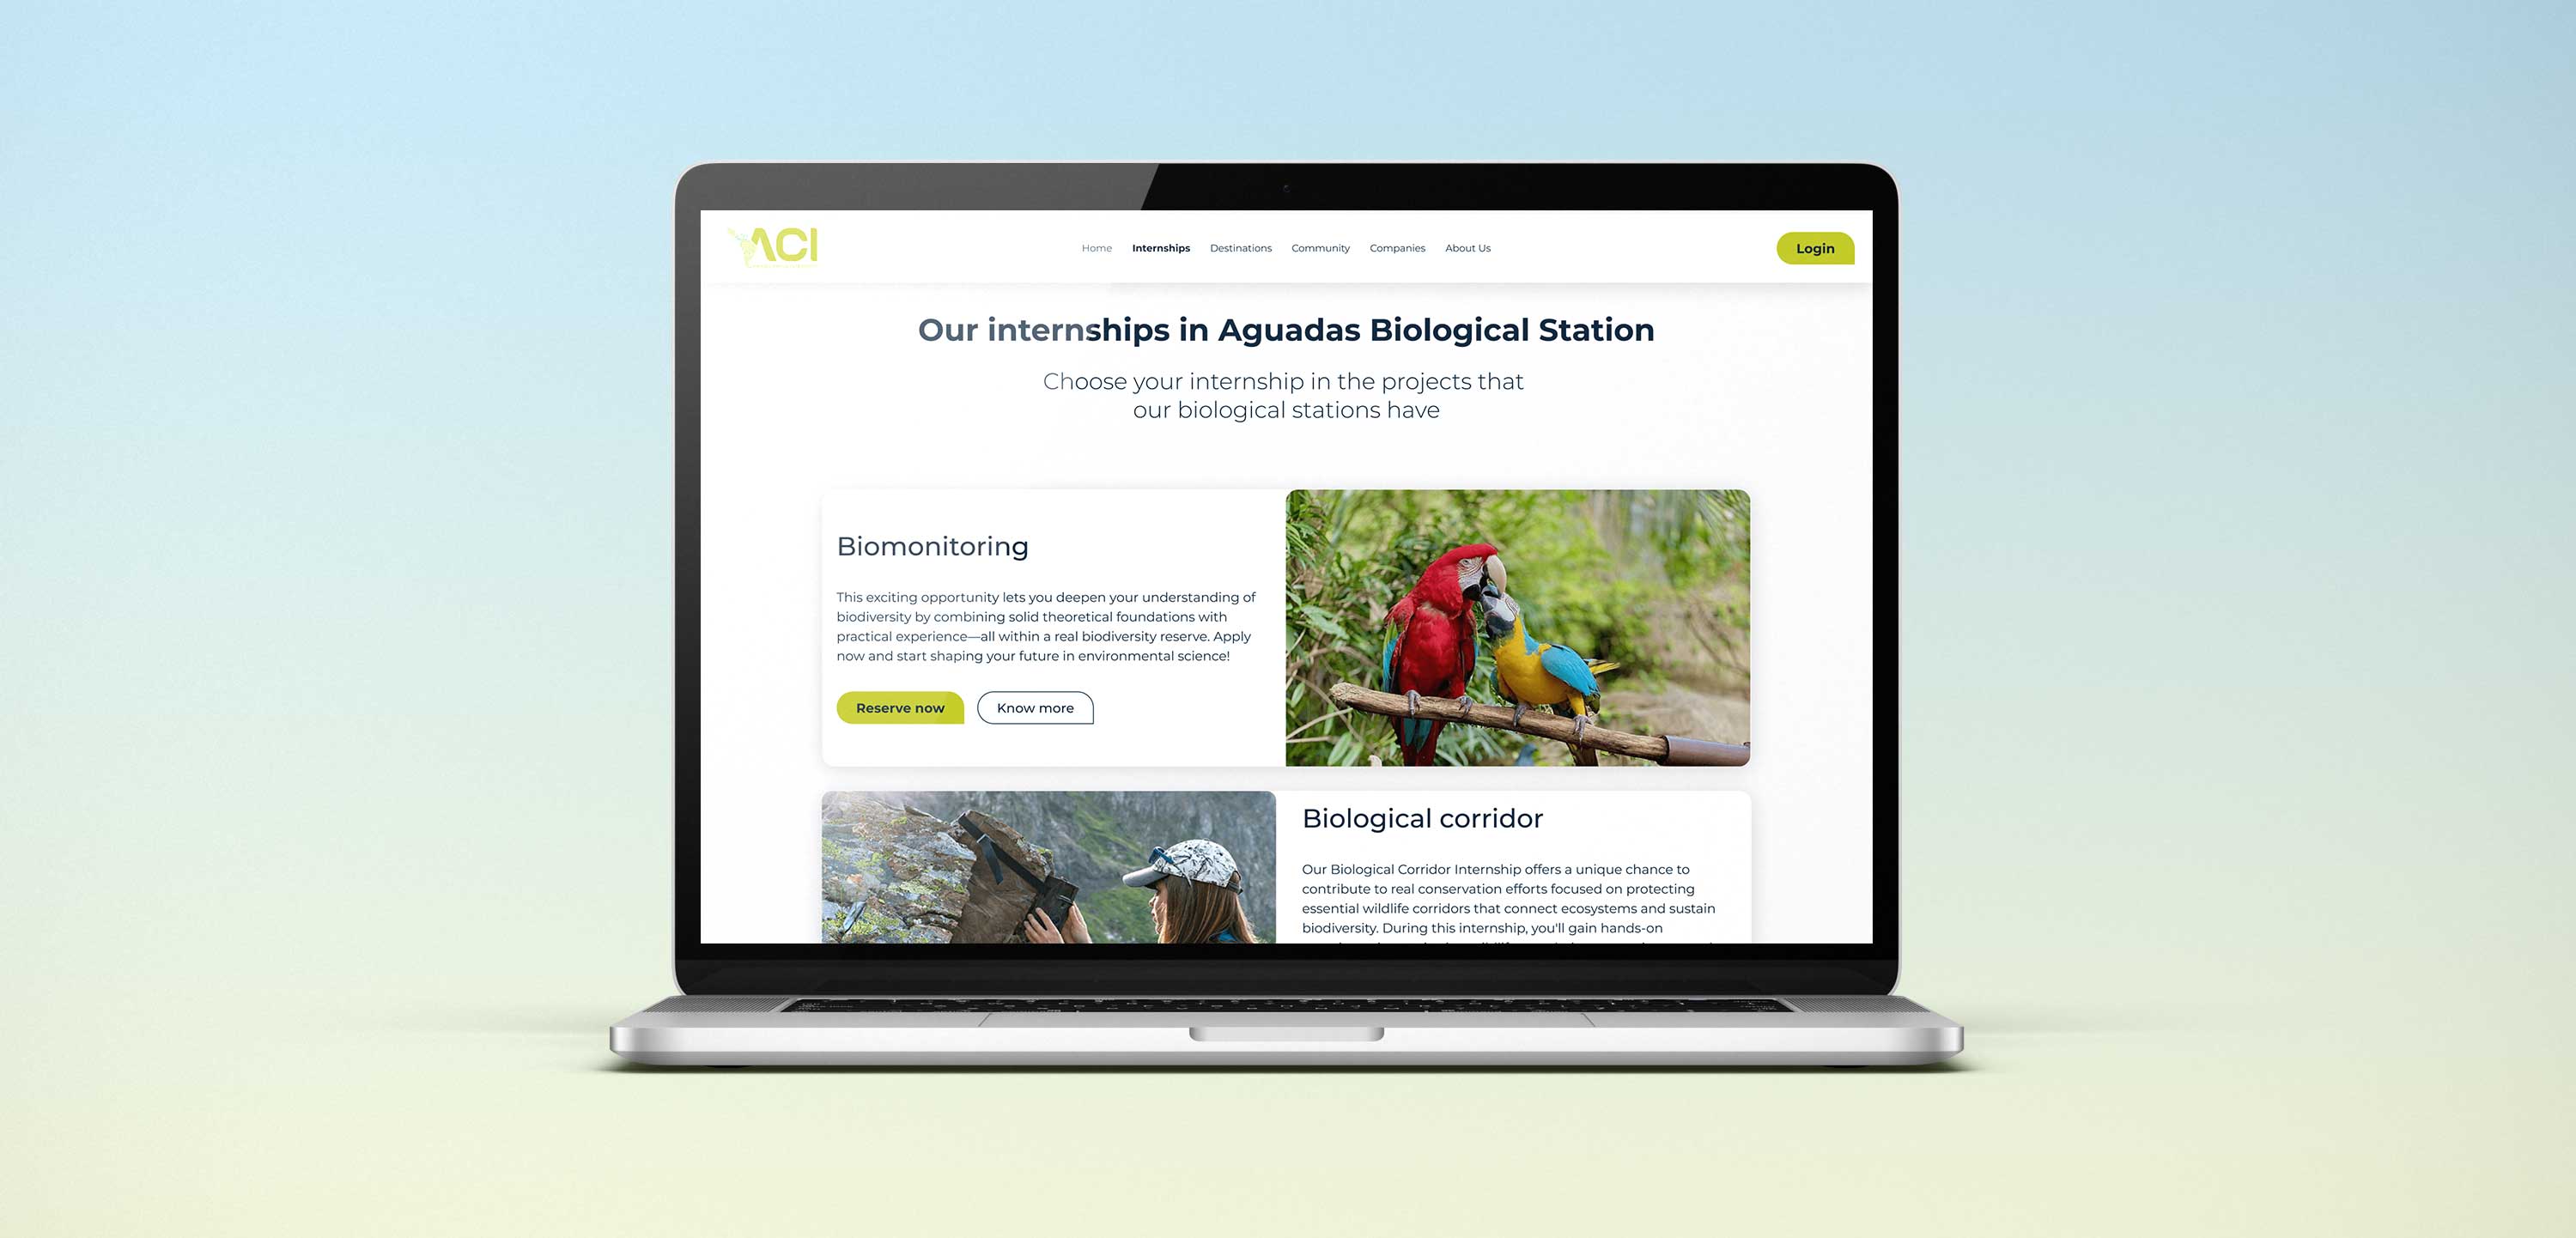 ACI
Home Internships Destinations Community Companies About Us
Login
Our internships in Aguadas Biological Station
Choose your internship in the projects that
our biological stations have
Biomonitoring
This exciting opportunity lets you deepen your understanding of
biodiversity by combining solid theoretical foundations with
practical experience—all within a real biodiversity reserve. Apply
now and start shaping your future in environmental science!
Reserve now
Know more
Biological corridor
Our Biological Corridor Internship offers a unique chance to
contribute to real conservation efforts focused on protecting
essential wildlife corridors that connect ecosystems and sustain
biodiversity. During this internship, you'll gain hands-on